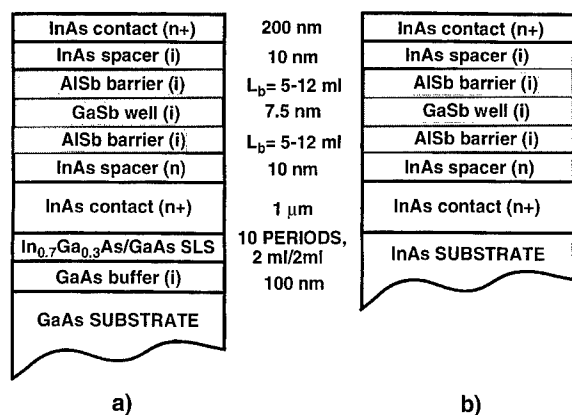 InAs contact (n+)
InAs spacer (i)
AlSb barrier (i)
GaSb well (i)
AlSb barrier (i)
InAs spacer (n)
InAs contact (n+)
In0.7Ga0.3As/GaAs SLS
GaAs buffer (i)
GaAs SUBSTRATE
a)
200 nm
10 nm
Lb= 5-12 ml
7.5 nm
Lb= 5-12 ml
10 nm
1 μm
10 PERIODS,
2 ml/2ml
100 nm
InAs contact (n+)
InAs spacer (i)
AlSb barrier (i)
GaSb well (i)
AlSb barrier (i)
InAs spacer (n)
InAs contact (n+)
InAs SUBSTRATE
b)